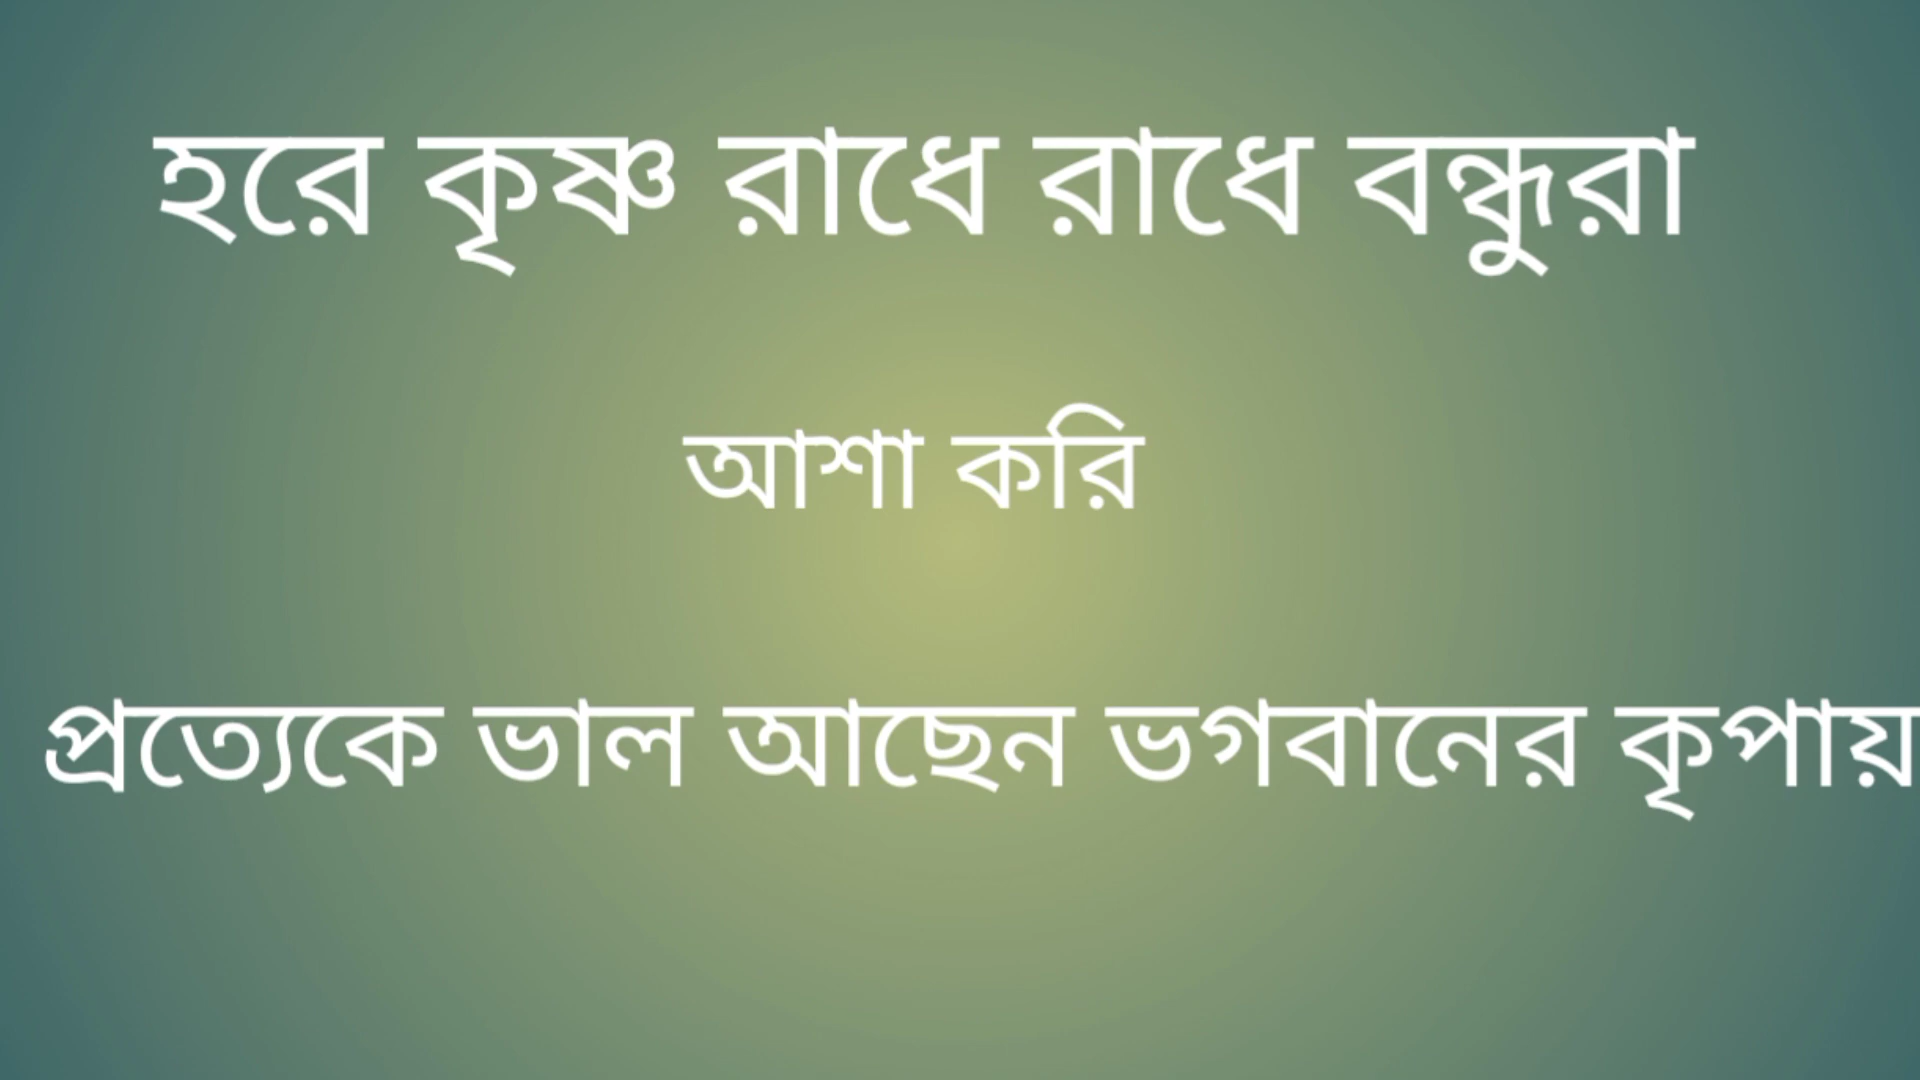 হরে কৃষ্ণ রাধে রাধে বন্ধুরা
আশা করি
প্রত্যেকে ভাল আছেন ভগবানের কৃপায়